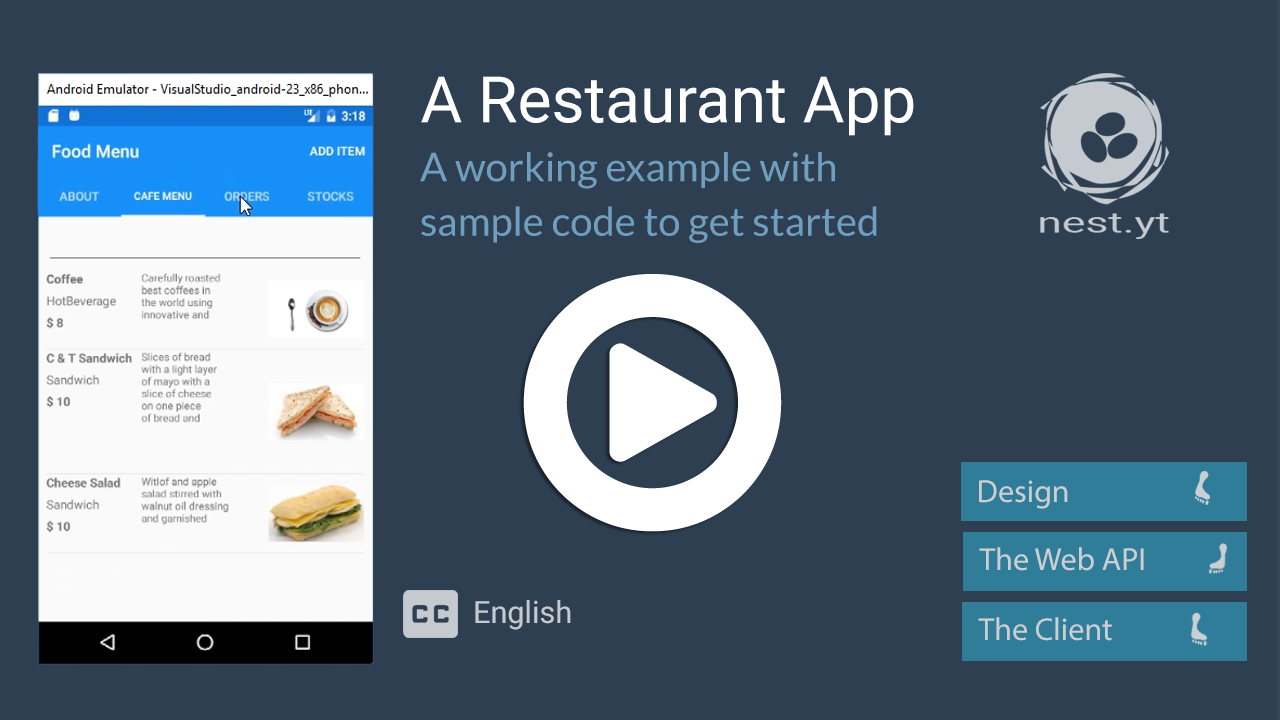 Android Emulator - VisualStudio_android-23_x86_phon...
LTE 3:18
Food Menu
ADD ITEM
ABOUT
CAFE MENU
ORDERS
STOCKS
Coffee
HotBeverage
$ 8
Carefully roasted
best coffees in
the world using
innovative and
C & T Sandwich
Sandwich
$ 10
Slices of bread
with a light layer
of mayo with a
slice of cheese
on one piece
of bread and
Cheese Salad
Sandwich
$ 10
Witlof and apple
salad stirred with
walnut oil dressing
and garnished
A Restaurant App
A working example with
sample code to get started
CC English
nest.yt
Design
The Web API
The Client